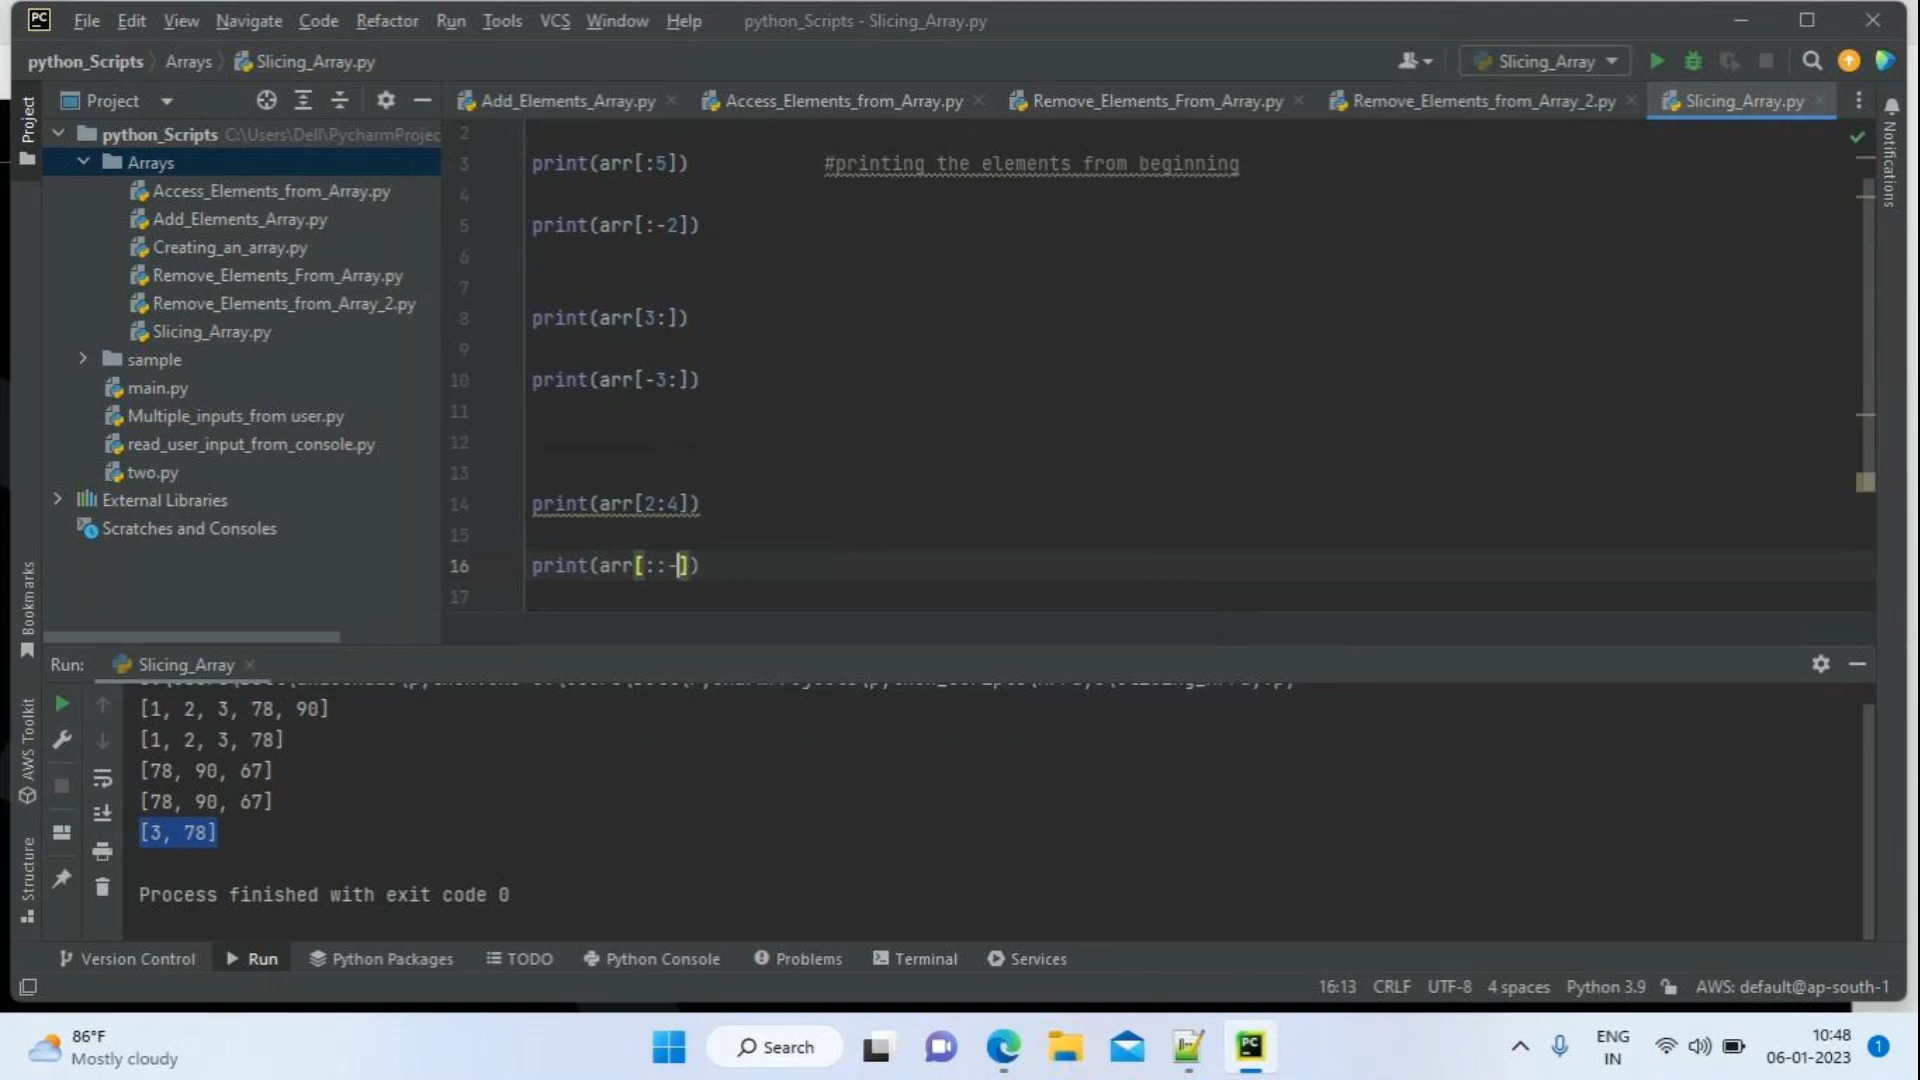 PC File Edit View Navigate Code Refactor Run Tools VCS Window Help python_Scripts - Slicing_Array.py
python_Scripts Arrays Slicing_Array.py Slicing_Array
Project Add_Elements_Array.py Access_Elements_from_Array.py Remove_Elements_From_Array.py Remove_Elements_from_Array_2.py Slicing_Array.py
Project
Bookmarks
AWS Toolkit
Structure
Notifications
python_Scripts C:\Users\Dell\PycharmProjec
Arrays
Access_Elements_from_Array.py
Add_Elements_Array.py
Creating_an_array.py
Remove_Elements_From_Array.py
Remove_Elements_from_Array_2.py
Slicing_Array.py
sample
main.py
Multiple_inputs_from user.py
read_user_input_from_console.py
two.py
External Libraries
Scratches and Consoles
2
3 print(arr[:5]) #printing the elements from beginning
4
5 print(arr[:-2])
6
7
8 print(arr[3:])
9
10 print(arr[-3:])
11
12
13
14 print(arr[2:4])
15
16 print(arr[::-])
17
Run: Slicing_Array
[1, 2, 3, 78, 90]
[1, 2, 3, 78]
[78, 90, 67]
[78, 90, 67]
[3, 78]
Process finished with exit code 0
Version Control Run Python Packages TODO Python Console Problems Terminal Services
16:13 CRLF UTF-8 4 spaces Python 3.9 AWS: default@ap-south-1
86°F
Mostly cloudy
Search
PC
ENG
IN
10:48
06-01-2023
1